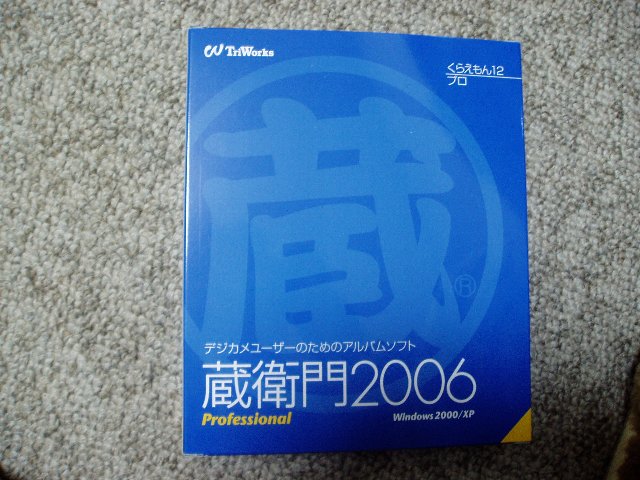 TriWorks
くらえもん12
プロ
蔵
®
デジカメユーザーのためのアルバムソフト
蔵衛門2006
Professional
Windows 2000/XP